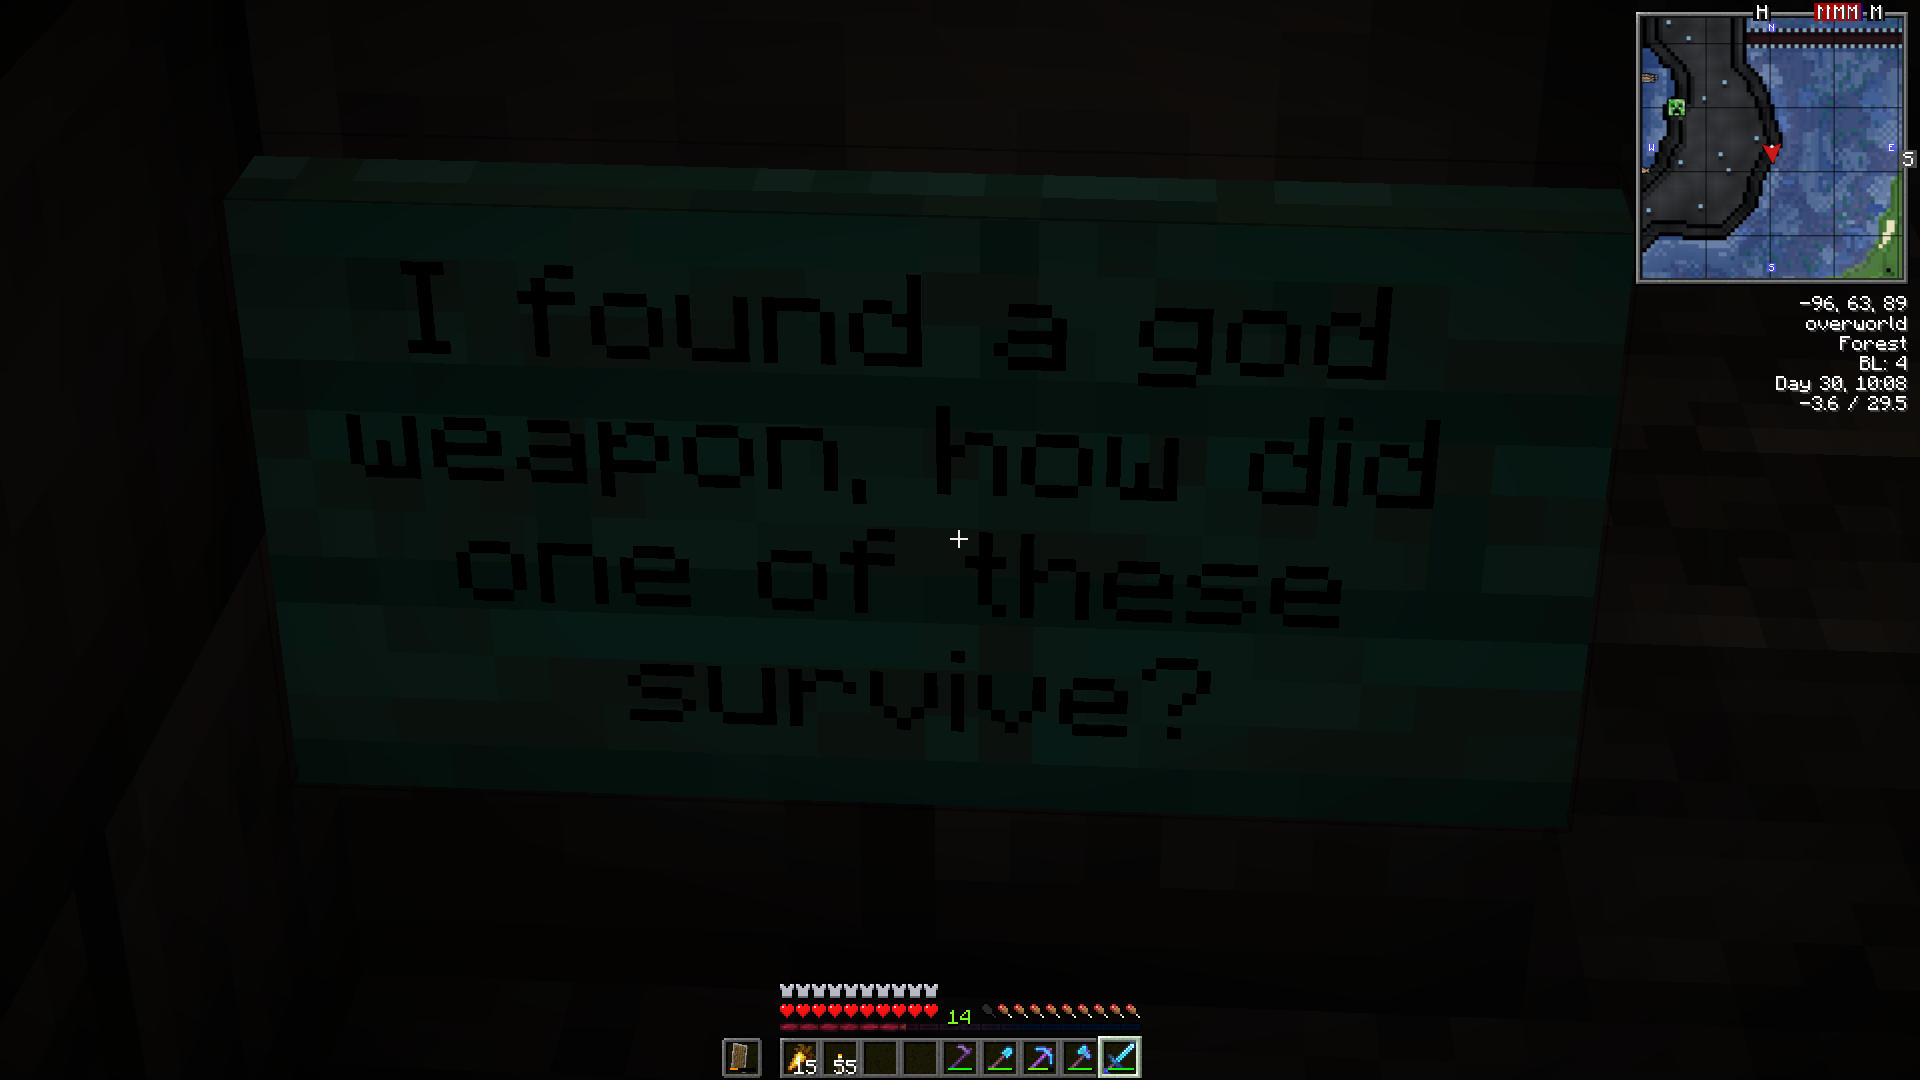 H NMM M
N
W
E
S
S
-96, 63, 89
overworld
Forest
BL: 4
Day 30, 10:08
-3.6 / 29.5
I found a god
weapon, how did
one of these
survive?
14
15 55